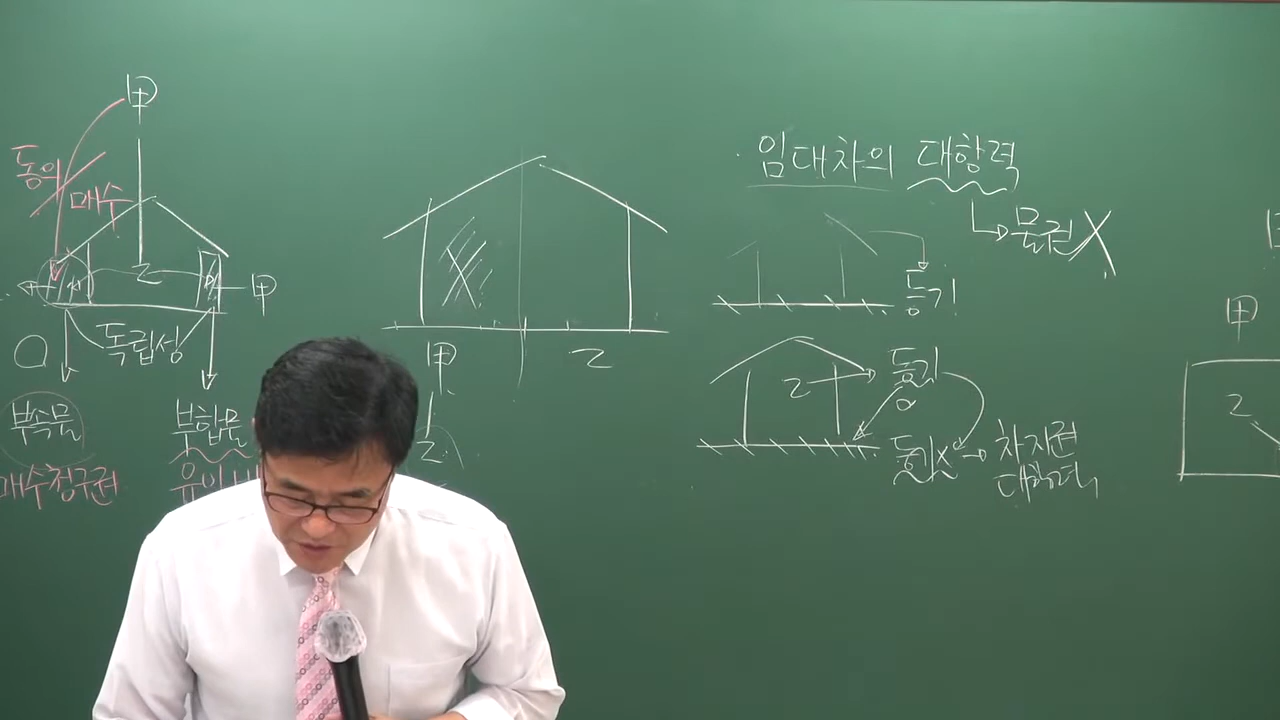 甲
동의
매수
乙
甲
독립성
부속물
매수청구권
부합물
甲
乙
乙
임대차의 대항력
물권X
등기
乙
등기
등기X
차지권
대항력
甲
乙